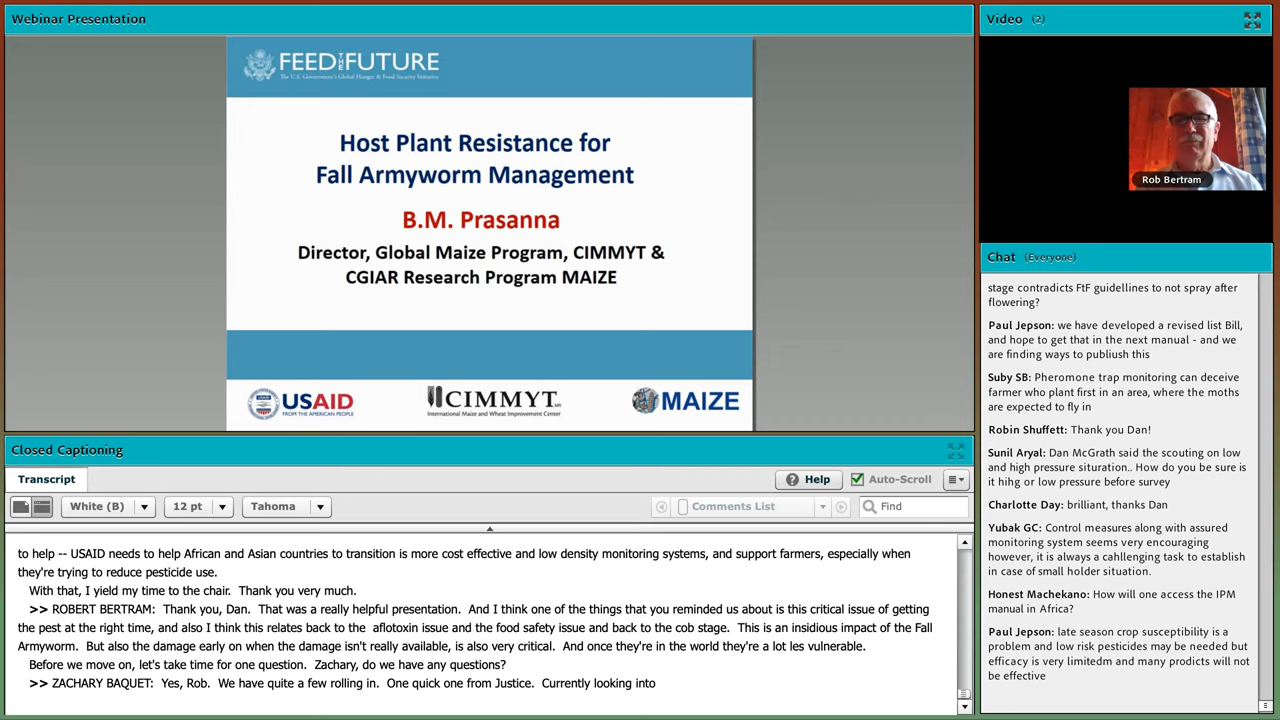 Webinar Presentation
FEED THE FUTURE
The U.S. Government's Global Hunger & Food Security Initiative
Host Plant Resistance for
Fall Armyworm Management
B.M. Prasanna
Director, Global Maize Program, CIMMYT &
CGIAR Research Program MAIZE
USAID
FROM THE AMERICAN PEOPLE
CIMMYT
International Maize and Wheat Improvement Center
MAIZE
Closed Captioning
Transcript
Help
Auto-Scroll
White (B)
12 pt
Tahoma
Comments List
Find
to help -- USAID needs to help African and Asian countries to transition is more cost effective and low density monitoring systems, and support farmers, especially when
they're trying to reduce pesticide use.
With that, I yield my time to the chair. Thank you very much.
>> ROBERT BERTRAM: Thank you, Dan. That was a really helpful presentation. And I think one of the things that you reminded us about is this critical issue of getting
the pest at the right time, and also I think this relates back to the aflotoxin issue and the food safety issue and back to the cob stage. This is an insidious impact of the Fall
Armyworm. But also the damage early on when the damage isn't really available, is also very critical. And once they're in the world they're a lot les vulnerable.
Before we move on, let's take time for one question. Zachary, do we have any questions?
>> ZACHARY BAQUET: Yes, Rob. We have quite a few rolling in. One quick one from Justice. Currently looking into
Video (2)
Rob Bertram
Chat (Everyone)
stage contradicts FtF guidelines to not spray after
flowering?
Paul Jepson: we have developed a revised list Bill,
and hope to get that in the next manual - and we
are finding ways to publiush this
Suby SB: Pheromone trap monitoring can deceive
farmer who plant first in an area, where the moths
are expected to fly in
Robin Shuffett: Thank you Dan!
Sunil Aryal: Dan McGrath said the scouting on low
and high pressure situration.. How do you be sure is
it hihg or low pressure before survey
Charlotte Day: brilliant, thanks Dan
Yubak GC: Control measures along with assured
monitoring system seems very encouraging
however, it is always a cahllenging task to establish
in case of small holder situation.
Honest Machekano: How will one access the IPM
manual in Africa?
Paul Jepson: late season crop susceptibility is a
problem and low risk pesticides may be needed but
efficacy is very limitedm and many prodicts will not
be effective